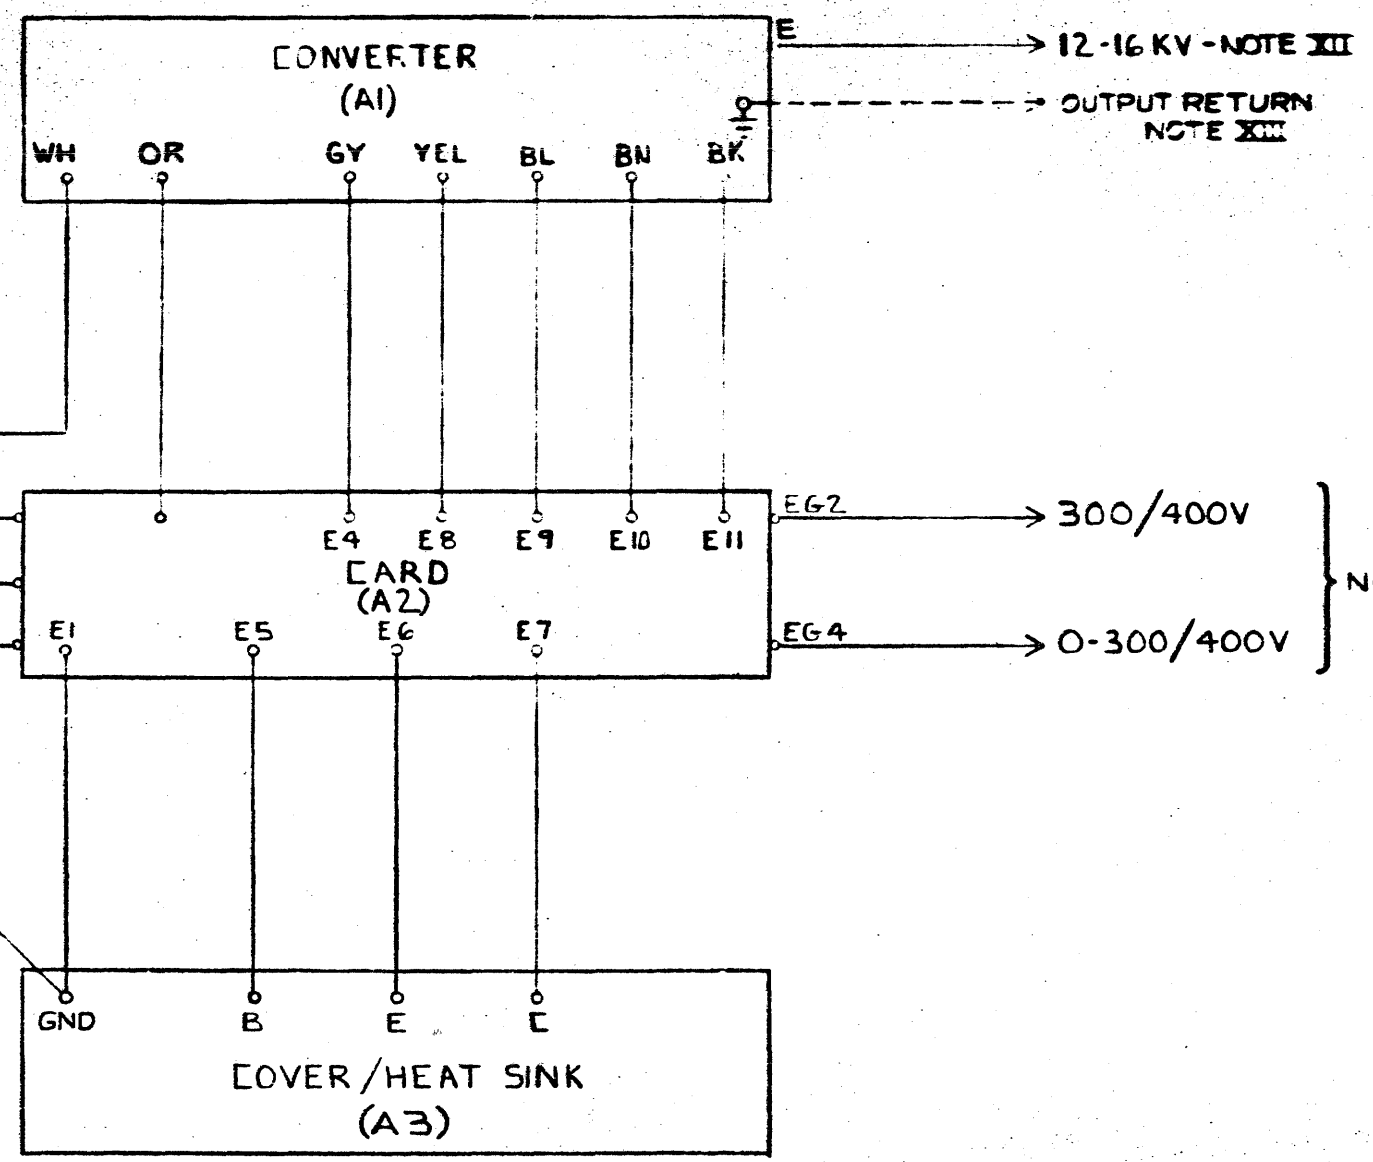 CONVERTER
(A1)
E
12-16 KV - NOTE XII
OUTPUT RETURN
NOTE XIII
WH OR GY YEL BL BN BK
EG2
300/400V
E4 E8 E9 E10 E11
CARD
(A2)
N
E1 E5 E6 E7
EG4
0-300/400V
GND B E C
COVER/HEAT SINK
(A3)